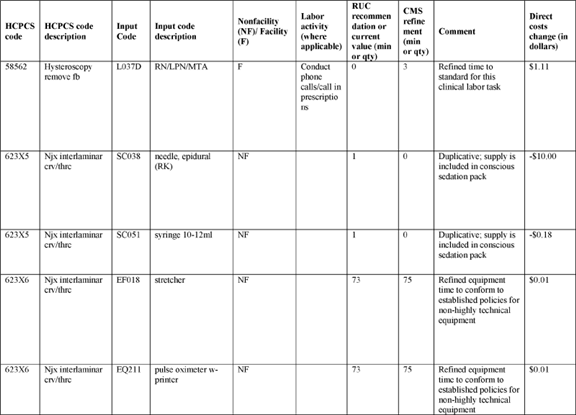 HCPCS code
HCPCS code description
Input Code
Input code description
Nonfacility (NF)/ Facility (F)
Labor activity (where applicable)
RUC recommen dation or current value (min or qty)
CMS refine ment (min or qty)
Comment
Direct costs change (in dollars)
58562
Hysteroscopy remove fb
L037D
RN/LPN/MTA
F
Conduct phone calls/call in prescriptio ns
0
3
Refined time to standard for this clinical labor task
$1.11
623X5
Njx interlaminar crv/thrc
SC038
needle, epidural (RK)
NF
1
0
Duplicative; supply is included in conscious sedation pack
-$10.00
623X5
Njx interlaminar crv/thrc
SC051
syringe 10-12ml
NF
1
0
Duplicative; supply is included in conscious sedation pack
-$0.18
623X6
Njx interlaminar crv/thrc
EF018
stretcher
NF
73
75
Refined equipment time to conform to established policies for non-highly technical equipment
$0.01
623X6
Njx interlaminar crv/thrc
EQ211
pulse oximeter w-printer
NF
73
75
Refined equipment time to conform to established policies for non-highly technical equipment
$0.01